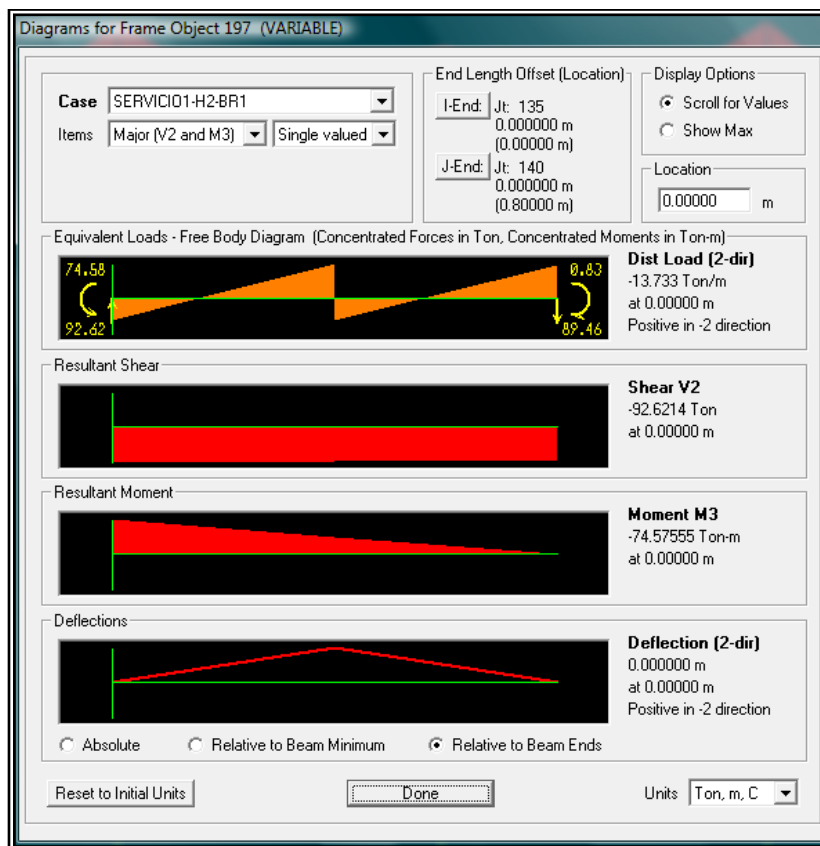 Diagrams for Frame Object 197 (VARIABLE)
Case SERVICIO1-H2-BR1
Items Major (V2 and M3) Single valued
End Length Offset (Location)
I-End: Jt: 135
0.000000 m
(0.00000 m)
J-End: Jt: 140
0.000000 m
(0.80000 m)
Display Options
Scroll for Values
Show Max
Location
0.00000 m
Equivalent Loads - Free Body Diagram (Concentrated Forces in Ton, Concentrated Moments in Ton-m)
74.58
92.62
0.83
89.46
Dist Load (2-dir)
-13.733 Ton/m
at 0.00000 m
Positive in -2 direction
Resultant Shear
Shear V2
-92.6214 Ton
at 0.00000 m
Resultant Moment
Moment M3
-74.57555 Ton-m
at 0.00000 m
Deflections
Deflection (2-dir)
0.000000 m
at 0.00000 m
Positive in -2 direction
Absolute Relative to Beam Minimum Relative to Beam Ends
Reset to Initial Units Done Units Ton, m, C